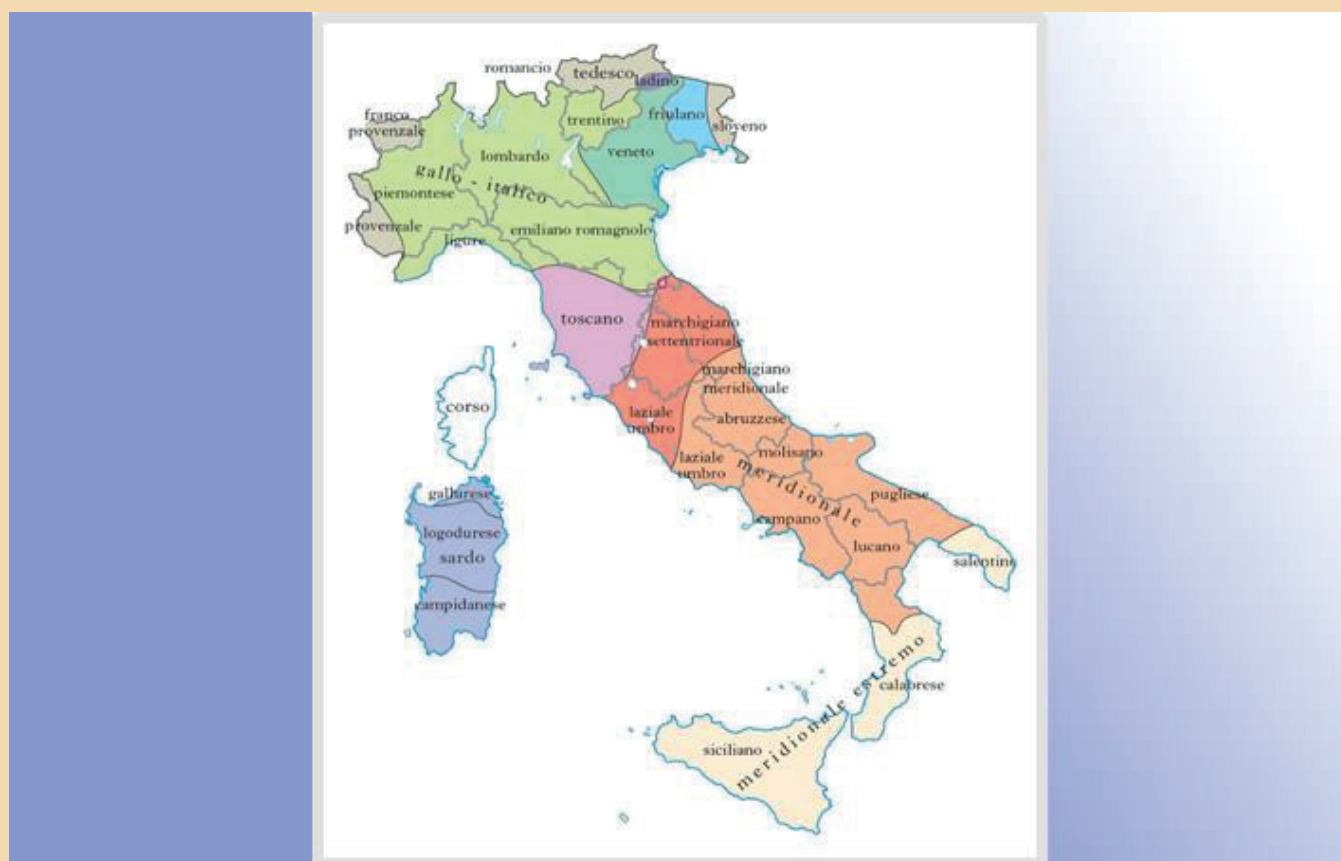 romancio
tedesco
ladino
franco
provenzale
trentino
friulano
sloveno
lombardo
veneto
gallo - italico
piemontese
provenzale
emiliano romagnolo
ligure
toscano
marchigiano
settentrionale
marchigiano
meridionale
corso
laziale
umbro
abruzzese
molisano
laziale
umbro
meridionale
pugliese
gallurese
campano
logodurese
lucano
sardo
salentino
campidanese
meridionale estremo
calabrese
siciliano